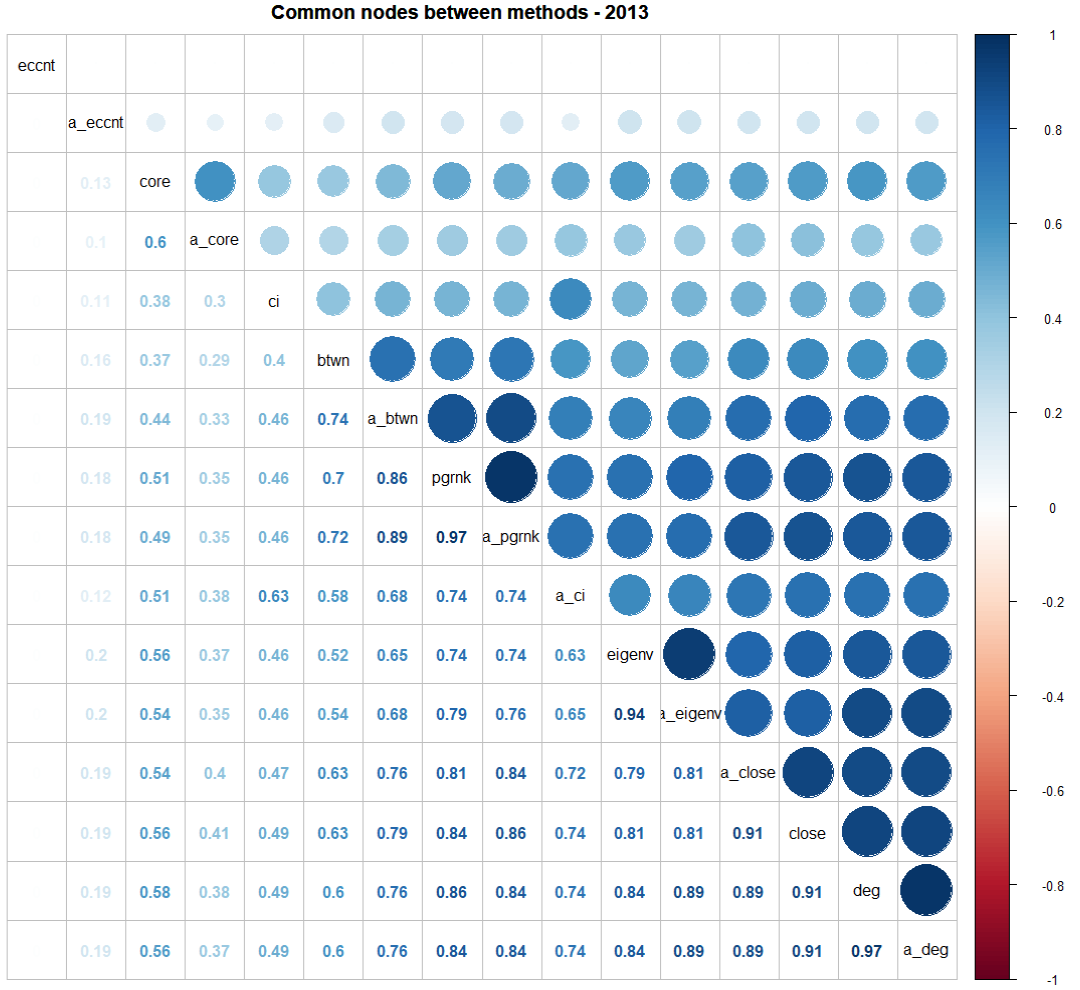 Common nodes between methods - 2013
eccnt
a_eccnt
0.13 core
0.1 0.6 a_core
0.11 0.38 0.3 ci
0.16 0.37 0.29 0.4 btwn
0.19 0.44 0.33 0.46 0.74 a_btwn
0.18 0.51 0.35 0.46 0.7 0.86 pgrnk
0.18 0.49 0.35 0.46 0.72 0.89 0.97 a_pgrnk
0.12 0.51 0.38 0.63 0.58 0.68 0.74 0.74 a_ci
0.2 0.56 0.37 0.46 0.52 0.65 0.74 0.74 0.63 eigenv
0.2 0.54 0.35 0.46 0.54 0.68 0.79 0.76 0.65 0.94 a_eigenv
0.19 0.54 0.4 0.47 0.63 0.76 0.81 0.84 0.72 0.79 0.81 a_close
0.19 0.56 0.41 0.49 0.63 0.79 0.84 0.86 0.74 0.81 0.81 0.91 close
0.19 0.58 0.38 0.49 0.6 0.76 0.86 0.84 0.74 0.84 0.89 0.89 0.91 deg
0.19 0.56 0.37 0.49 0.6 0.76 0.84 0.84 0.74 0.84 0.89 0.89 0.91 0.97 a_deg
1
0.8
0.6
0.4
0.2
0
-0.2
-0.4
-0.6
-0.8
-1